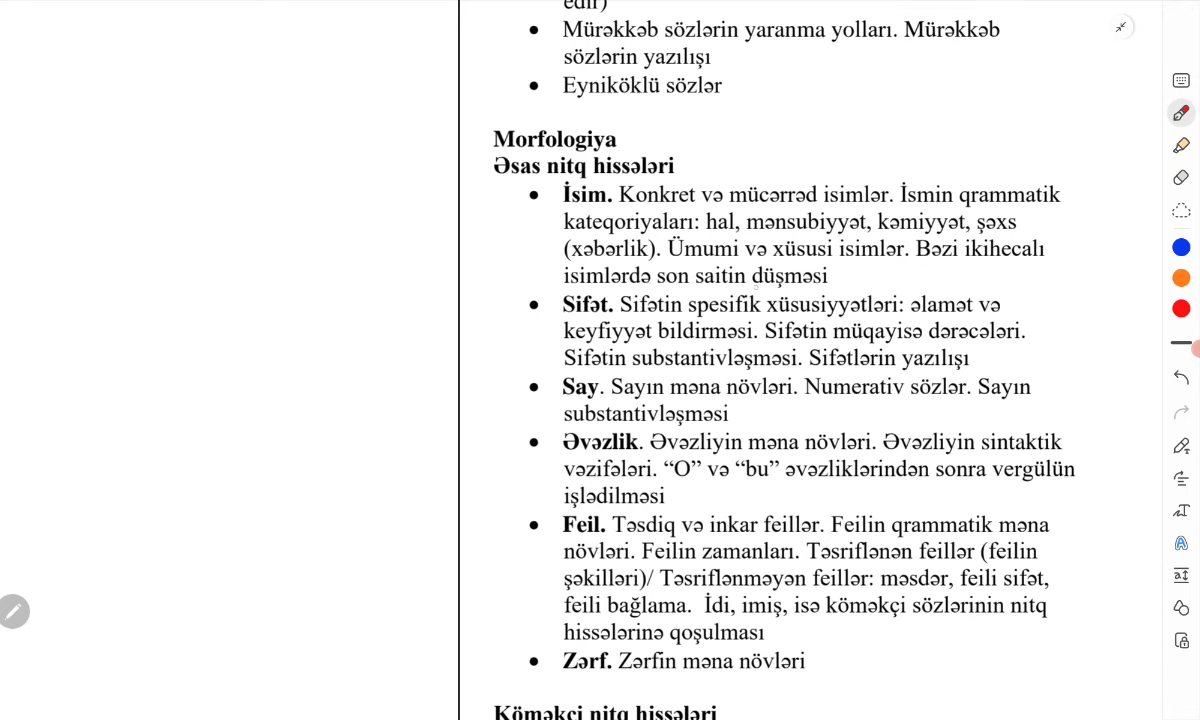 edir)
Mürəkkəb sözlərin yaranma yolları. Mürəkkəb
sözlərin yazılışı
Eyniköklü sözlər
Morfologiya
Əsas nitq hissələri
İsim. Konkret və mücərrəd isimlər. İsmin qrammatik
kateqoriyaları: hal, mənsubiyyət, kəmiyyət, şəxs
(xəbərlik). Ümumi və xüsusi isimlər. Bəzi ikihecalı
isimlərdə son saitin düşməsi
Sifət. Sifətin spesifik xüsusiyyətləri: əlamət və
keyfiyyət bildirməsi. Sifətin müqayisə dərəcələri.
Sifətin substantivləşməsi. Sifətlərin yazılışı
Say. Sayın məna növləri. Numerativ sözlər. Sayın
substantivləşməsi
Əvəzlik. Əvəzliyin məna növləri. Əvəzliyin sintaktik
vəzifələri. “O” və “bu” əvəzliklərindən sonra vergülün
işlədilməsi
Feil. Təsdiq və inkar feillər. Feilin qrammatik məna
növləri. Feilin zamanları. Təsriflənən feillər (feilin
şəkilləri)/ Təsriflənməyən feillər: məsdər, feili sifət,
feili bağlama. İdi, imiş, isə köməkçi sözlərinin nitq
hissələrinə qoşulması
Zərf. Zərfin məna növləri
Köməkçi nitq hissələri